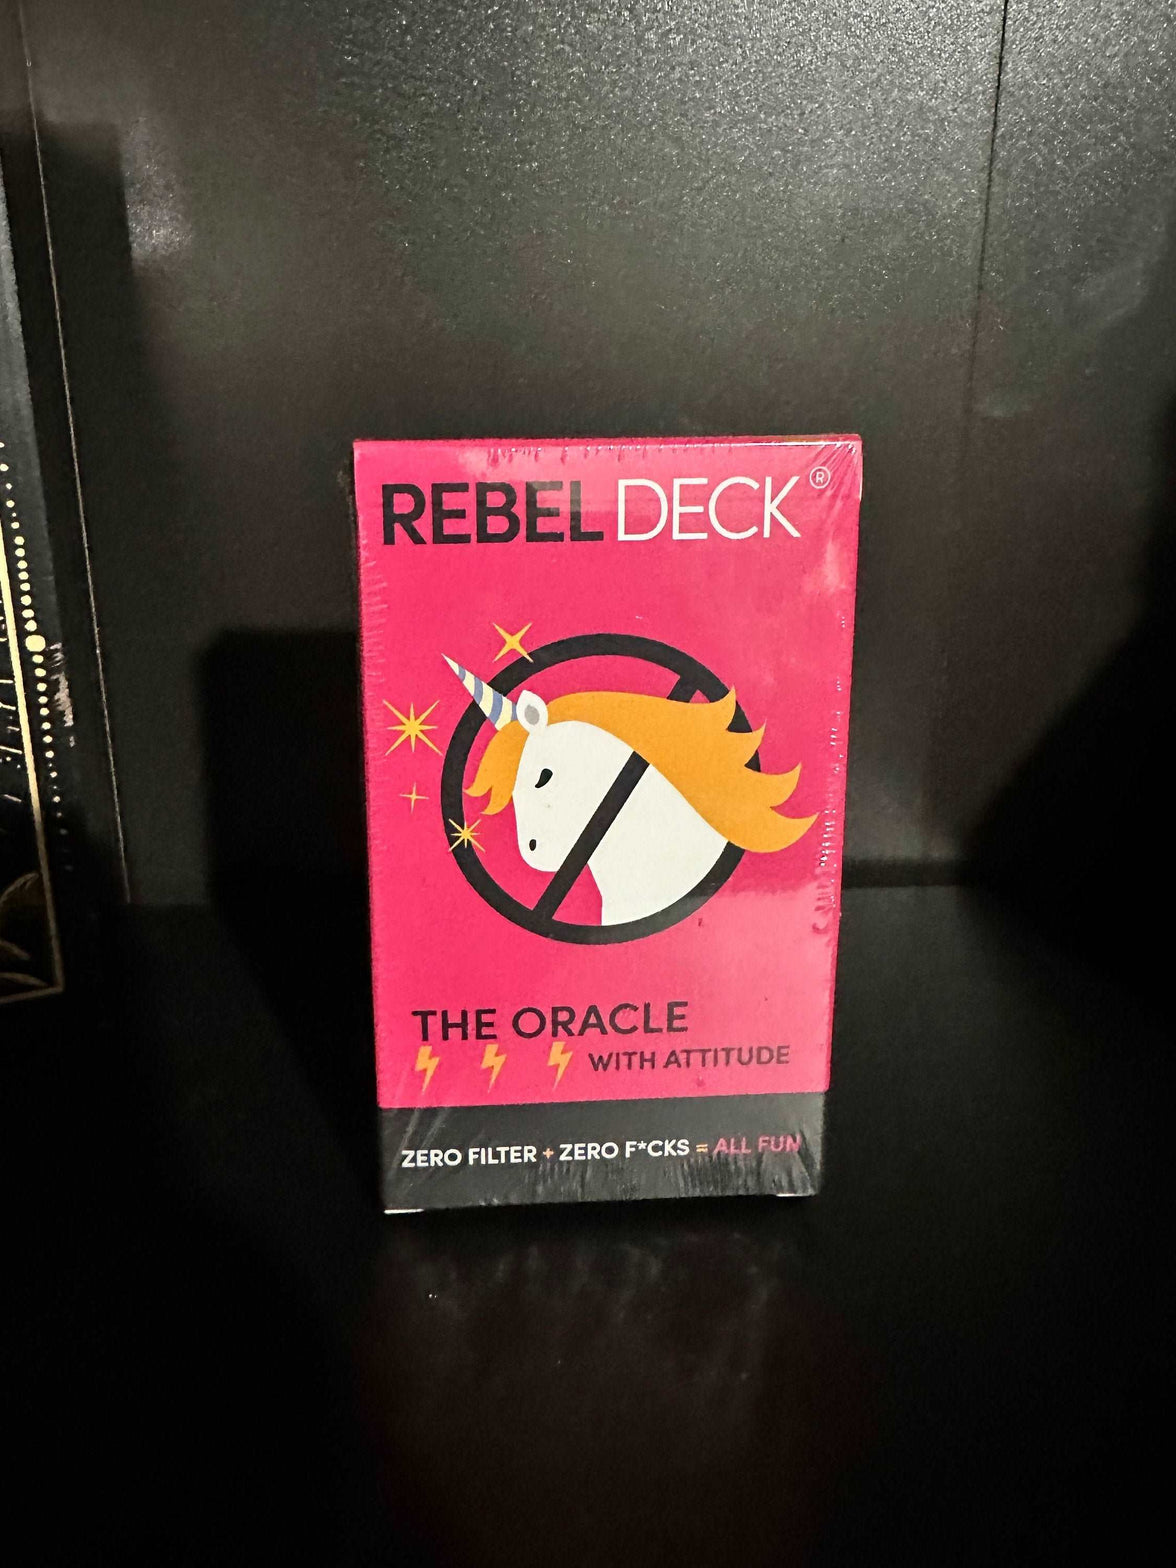 REBEL DECK®
THE ORACLE
WITH ATTITUDE
ZERO FILTER + ZERO F*CKS = ALL FUN